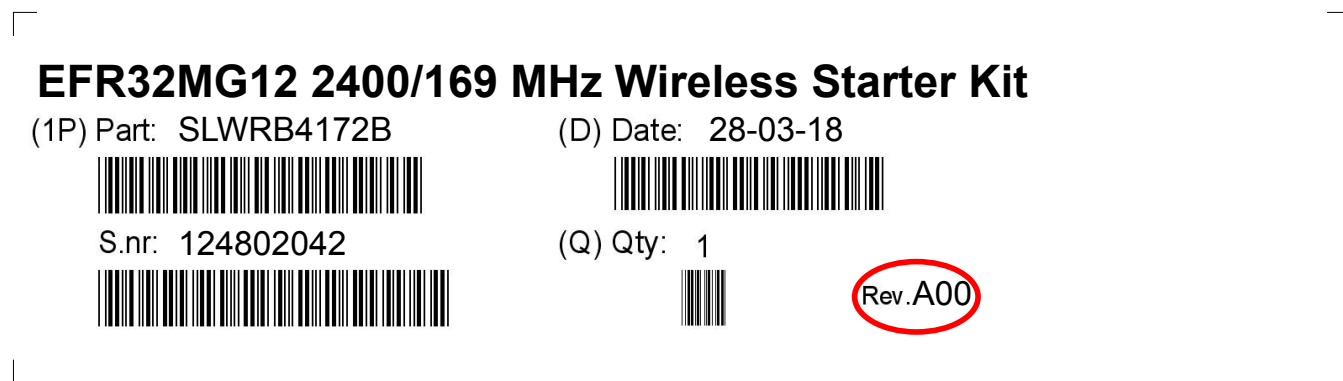 EFR32MG12 2400/169 MHz Wireless Starter Kit
(1P) Part: SLWRB4172B (D) Date: 28-03-18
S.nr: 124802042 (Q) Qty: 1
Rev.A00